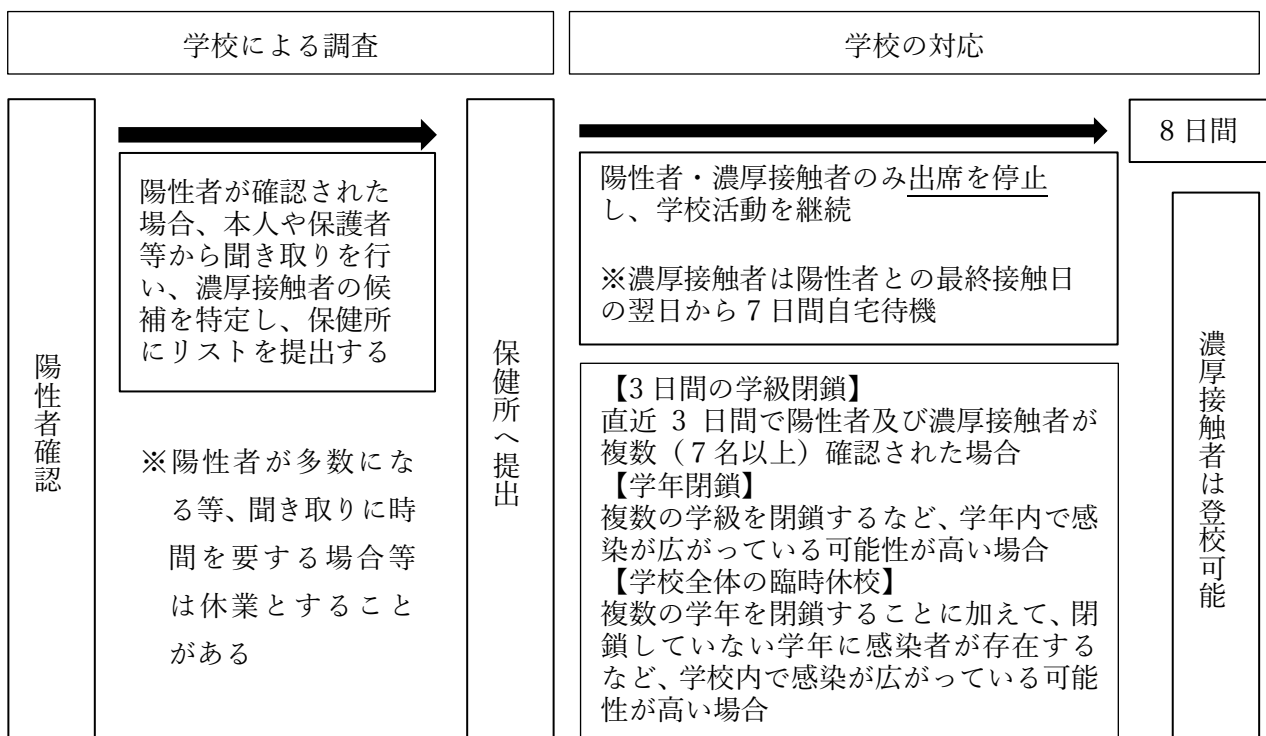 学校による調査
学校の対応
陽性者確認
陽性者が確認された
場合、本人や保護者
等から聞き取りを行
い、濃厚接触者の候
補を特定し、保健所
にリストを提出する
※陽性者が多数にな
る等、聞き取りに時
間を要する場合等
は休業とすること
がある
保健所へ提出
陽性者・濃厚接触者のみ出席を停止
し、学校活動を継続
※濃厚接触者は陽性者との最終接触日
の翌日から7日間自宅待機
【3日間の学級閉鎖】
直近 3 日間で陽性者及び濃厚接触者が
複数（7名以上）確認された場合
【学年閉鎖】
複数の学級を閉鎖するなど、学年内で感
染が広がっている可能性が高い場合
【学校全体の臨時休校】
複数の学年を閉鎖することに加えて、閉
鎖していない学年に感染者が存在する
など、学校内で感染が広がっている可能
性が高い場合
8日間
濃厚接触者は登校可能